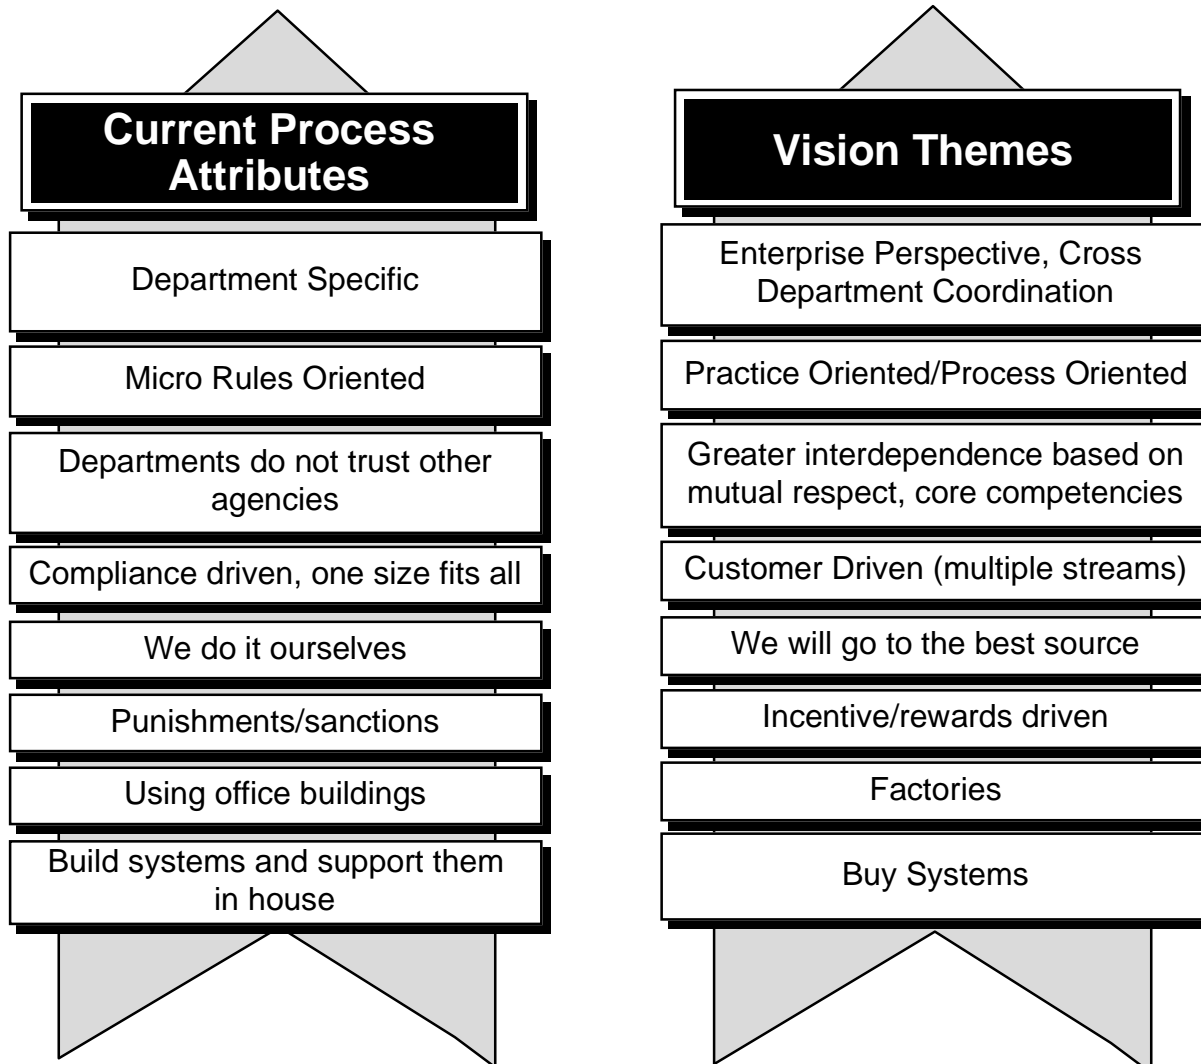 Current Process
Attributes
Department Specific
Micro Rules Oriented
Departments do not trust other
agencies
Compliance driven, one size fits all
We do it ourselves
Punishments/sanctions
Using office buildings
Build systems and support them
in house
Vision Themes
Enterprise Perspective, Cross
Department Coordination
Practice Oriented/Process Oriented
Greater interdependence based on
mutual respect, core competencies
Customer Driven (multiple streams)
We will go to the best source
Incentive/rewards driven
Factories
Buy Systems